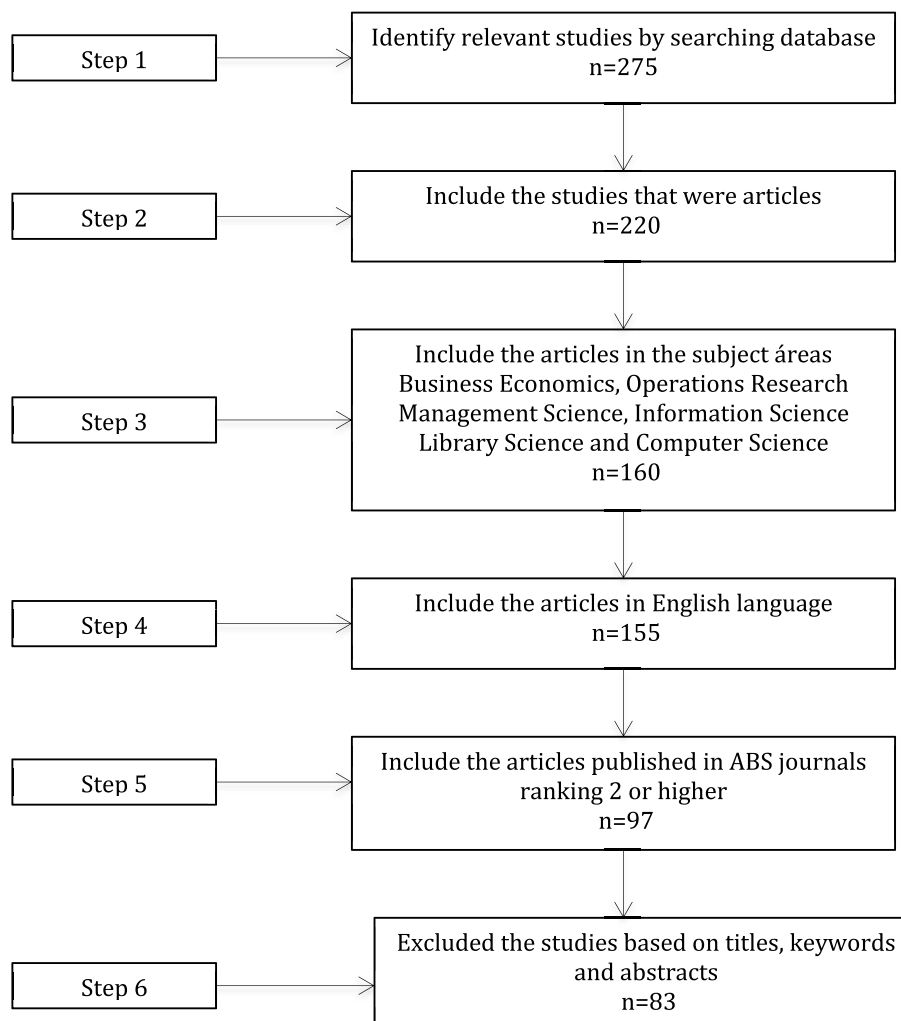 Step 1
Identify relevant studies by searching database
n=275
Step 2
Include the studies that were articles
n=220
Step 3
Include the articles in the subject áreas
Business Economics, Operations Research
Management Science, Information Science
Library Science and Computer Science
n=160
Step 4
Include the articles in English language
n=155
Step 5
Include the articles published in ABS journals
ranking 2 or higher
n=97
Step 6
Excluded the studies based on titles, keywords
and abstracts
n=83